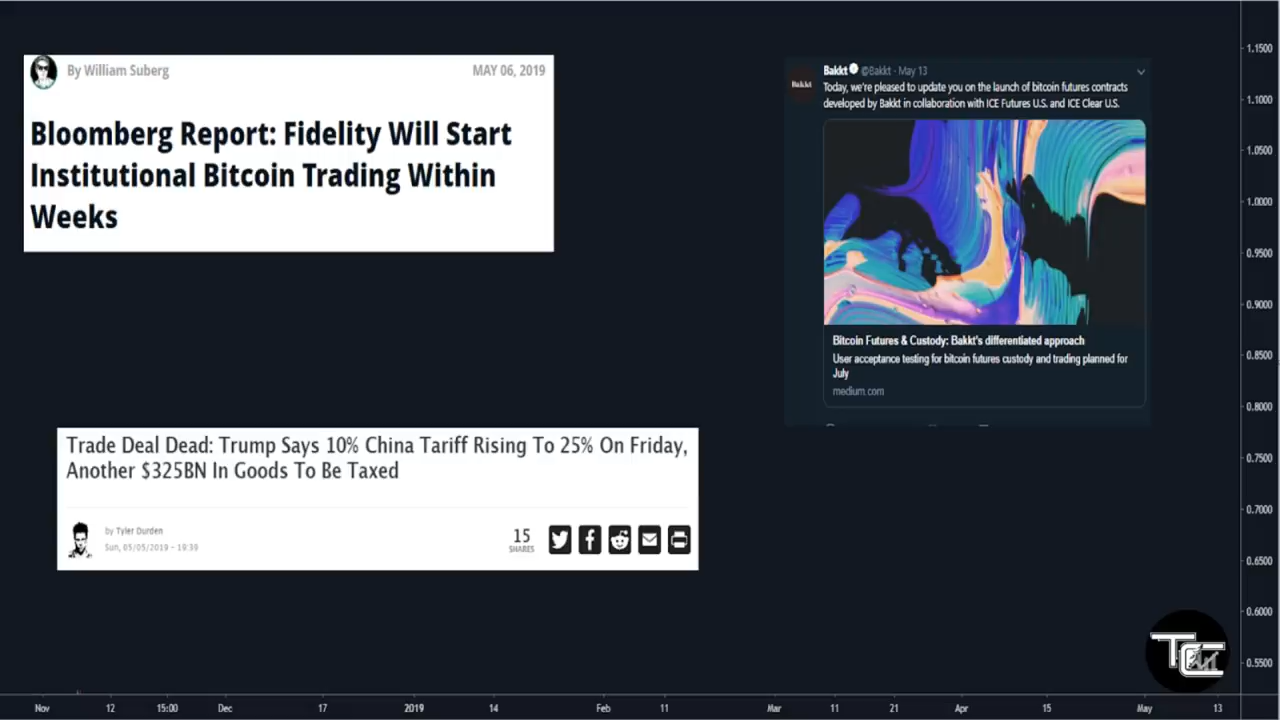 By William Suberg MAY 06, 2019
Bloomberg Report: Fidelity Will Start
Institutional Bitcoin Trading Within
Weeks
Bakkt @Bakkt · May 13
Bakkt
Today, we're pleased to update you on the launch of bitcoin futures contracts
developed by Bakkt in collaboration with ICE Futures U.S. and ICE Clear U.S.
Bitcoin Futures & Custody: Bakkt's differentiated approach
User acceptance testing for bitcoin futures custody and trading planned for
July
medium.com
Trade Deal Dead: Trump Says 10% China Tariff Rising To 25% On Friday,
Another $325BN In Goods To Be Taxed
by Tyler Durden
Sun, 05/05/2019 - 19:39
15
SHARES
1.1500
1.1000
1.0500
1.0000
0.9500
0.9000
0.8500
0.8000
0.7500
0.7000
0.6500
0.6000
0.5500
TC
Nov 12 15:00 Dec 17 2019 14 Feb 11 Mar 11 21 Apr 15 May 13